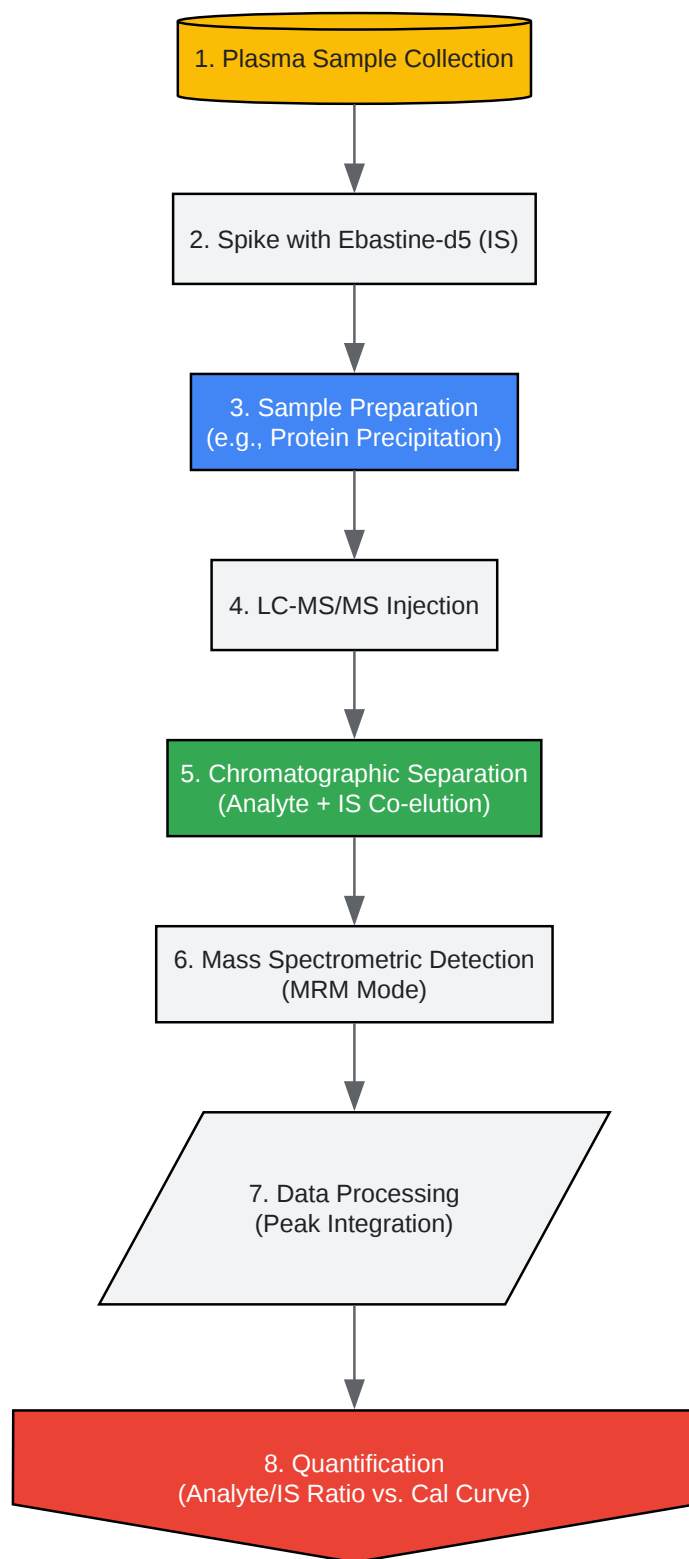 1. Plasma Sample Collection
2. Spike with Ebastine-d5 (IS)
3. Sample Preparation
(e.g., Protein Precipitation)
4. LC-MS/MS Injection
5. Chromatographic Separation
(Analyte + IS Co-elution)
6. Mass Spectrometric Detection
(MRM Mode)
7. Data Processing
(Peak Integration)
8. Quantification
(Analyte/IS Ratio vs. Cal Curve)